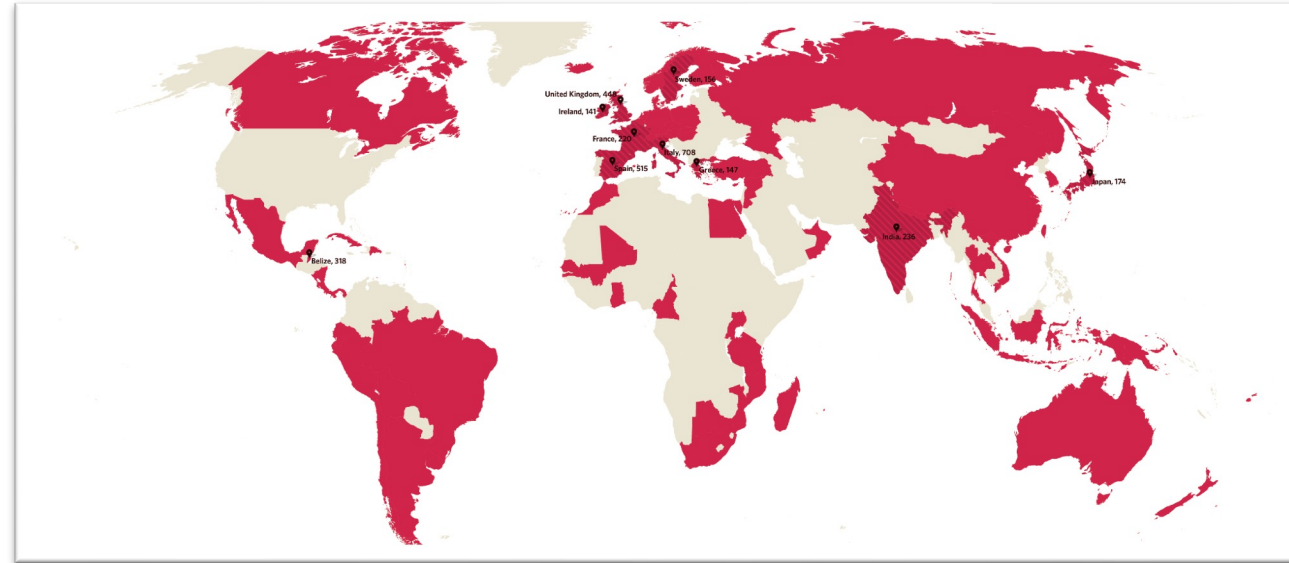 Sweden, 156
United Kingdom, 448
Ireland, 141
France, 220
Italy, 708
Spain, 515
Greece, 147
Japan, 174
India, 236
Belize, 318